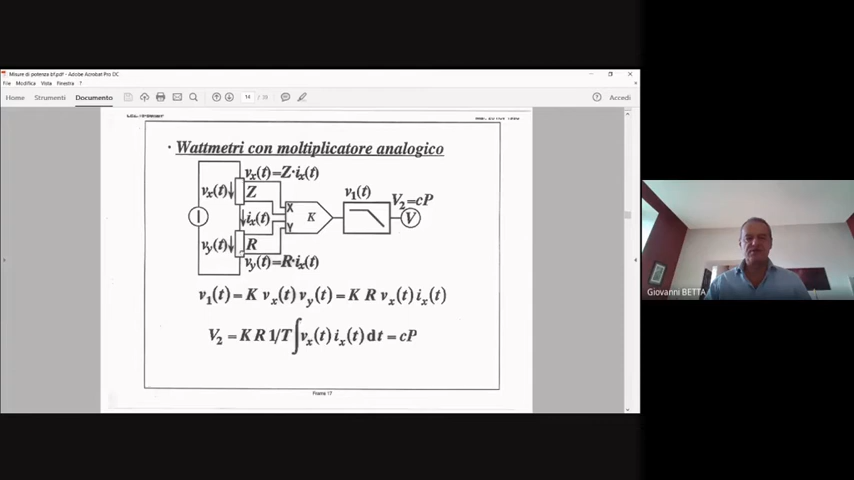 Misure di potenza bf.pdf - Adobe Acrobat Pro DC
File Modifica Vista Finestra ?
Home Strumenti Documento 14 / 38 Accedi
· Wattmetri con moltiplicatore analogico
vx(t)=Z·ix(t)
vx(t) Z
v1(t)
V2=cP
X
I ix(t) K V
Y
vy(t) R
vy(t)=R·ix(t)
v1(t)=K vx(t) vy(t)=K R vx(t) ix(t)
V2 = K R 1/T ∫ vx(t) ix(t) dt = cP
Giovanni BETTA